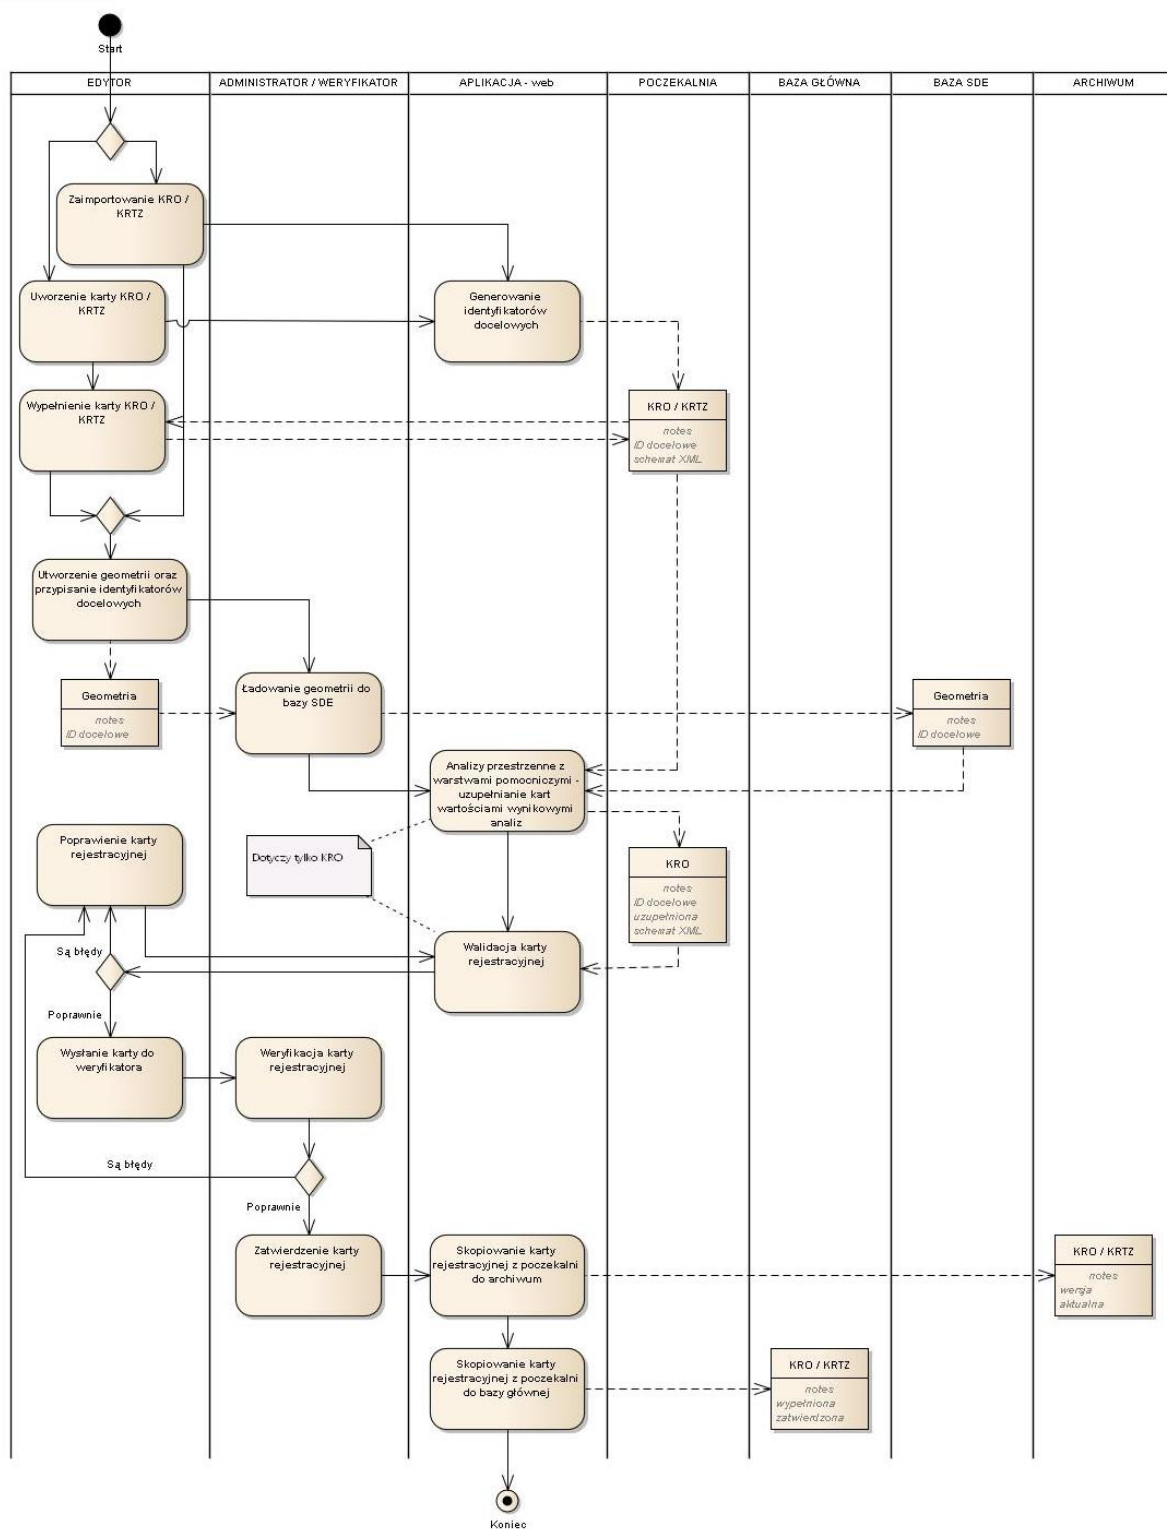 Start
EDYTOR
ADMINISTRATOR / WERYFIKATOR
APLIKACJA - web
POCZEKALNIA
BAZA GŁÓWNA
BAZA SDE
ARCHIWUM
Zaimportowanie KRO /
KRTZ
Uworzenie karty KRO /
KRTZ
Generowanie
identyfikatorów
docelowych
Wypełnienie karty KRO /
KRTZ
KRO / KRTZ
notes
ID docelowe
schemat XML
Utworzenie geometrii oraz
przypisanie identyfikatorów
docelowych
Geometria
notes
ID docelowe
Ładowanie geometrii do
bazy SDE
Geometria
notes
ID docelowe
Analizy przestrzenne z
warstwami pomocniczymi -
uzupełnianie kart
wartościami wynikowymi
analiz
Poprawienie karty
rejestracyjnej
Dotyczy tylko KRO
KRO
notes
ID docelowe
uzupełniona
schemat XML
Są błędy
Walidacja karty
rejestracyjnej
Poprawnie
Wysłanie karty do
weryfikatora
Weryfikacja karty
rejestracyjnej
Są błędy
Poprawnie
Zatwierdzenie karty
rejestracyjnej
Skopiowanie karty
rejestracyjnej z poczekalni
do archiwum
KRO / KRTZ
notes
wersja
aktualna
Skopiowanie karty
rejestracyjnej z poczekalni
do bazy głównej
KRO / KRTZ
notes
wypełniona
zatwierdzona
Koniec